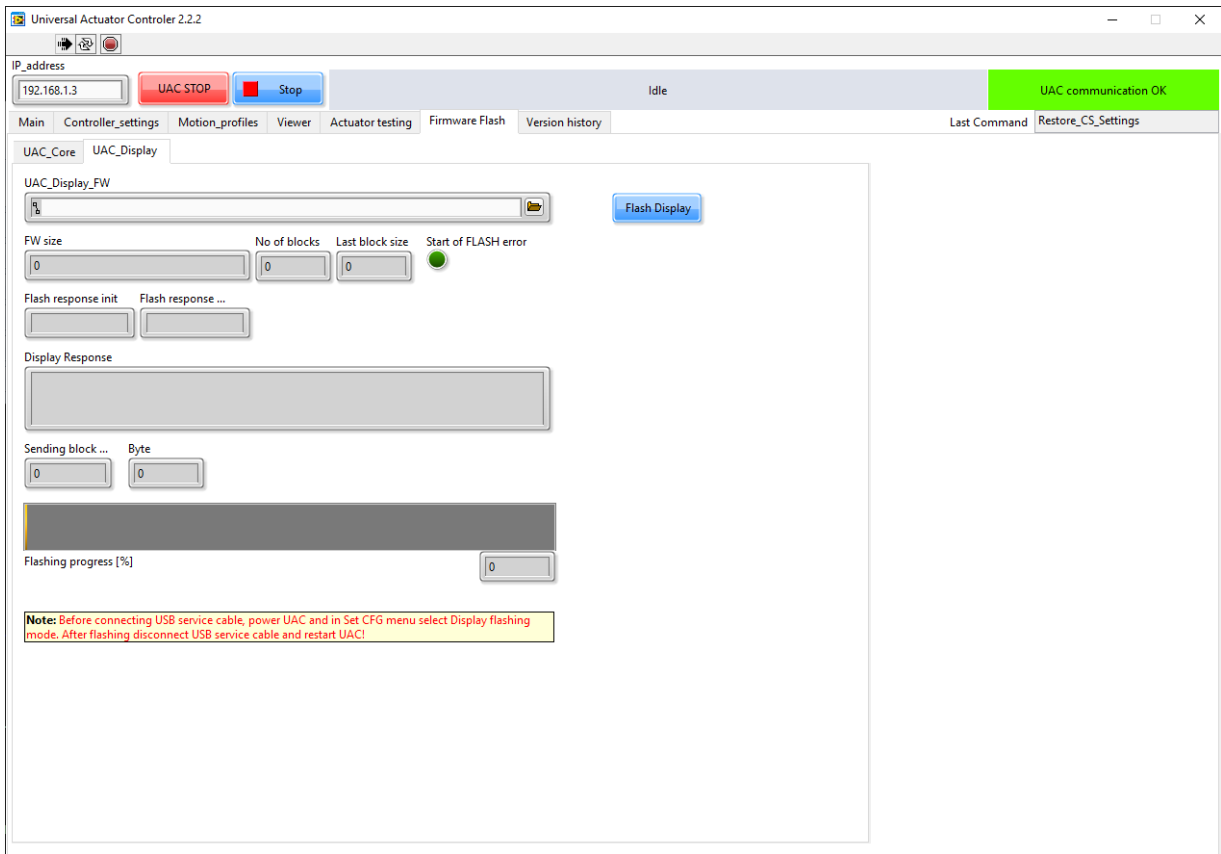 Universal Actuator Controler 2.2.2
IP_address
192.168.1.3
UAC STOP
Stop
Idle
UAC communication OK
Main
Controller_settings
Motion_profiles
Viewer
Actuator testing
Firmware Flash
Version history
Last Command
Restore_CS_Settings
UAC_Core
UAC_Display
UAC_Display_FW
Flash Display
FW size
No of blocks
Last block size
Start of FLASH error
0
0
0
Flash response init
Flash response ...
Display Response
Sending block ...
Byte
0
0
Flashing progress [%]
0
Note: Before connecting USB service cable, power UAC and in Set CFG menu select Display flashing
mode. After flashing disconnect USB service cable and restart UAC!